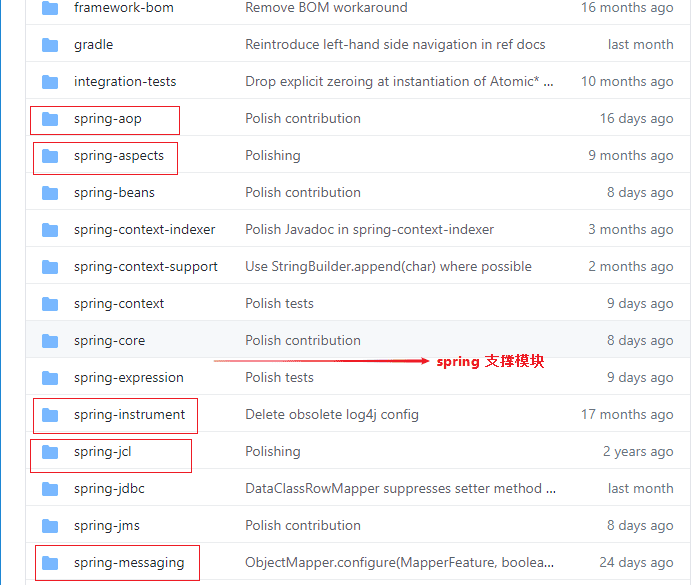 framework-bom Remove BOM workaround 16 months ago
gradle Reintroduce left-hand side navigation in ref docs last month
integration-tests Drop explicit zeroing at instantiation of Atomic* ... 10 months ago
spring-aop Polish contribution 16 days ago
spring-aspects Polishing 9 months ago
spring-beans Polish contribution 8 days ago
spring-context-indexer Polish Javadoc in spring-context-indexer 3 months ago
spring-context-support Use StringBuilder.append(char) where possible 2 months ago
spring-context Polish tests 9 days ago
spring-core Polish contribution 8 days ago
spring 支撑模块
spring-expression Polish tests 9 days ago
spring-instrument Delete obsolete log4j config 17 months ago
spring-jcl Polishing 2 years ago
spring-jdbc DataClassRowMapper suppresses setter method ... last month
spring-jms Polish contribution 8 days ago
spring-messaging ObjectMapper.configure(MapperFeature, boolea... 24 days ago